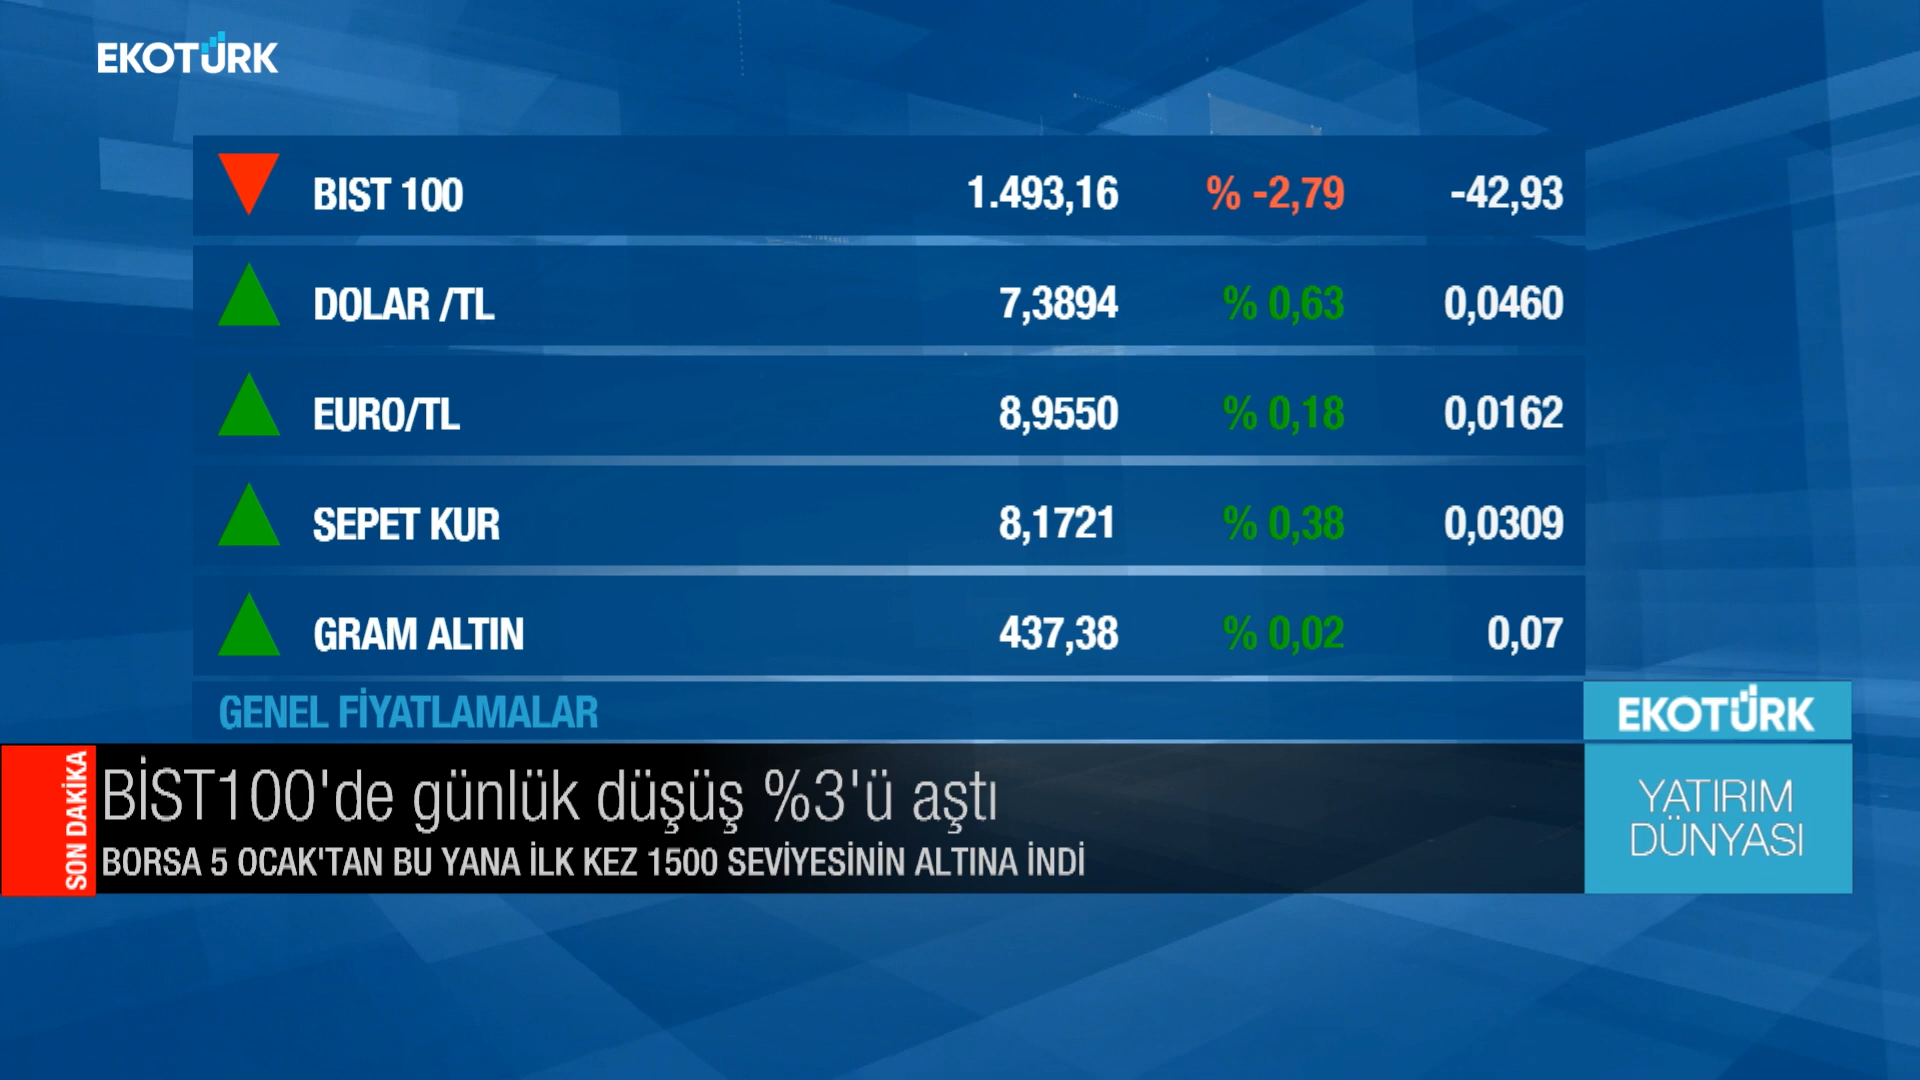 EKOTÜRK
BIST 100 1.493,16 % -2,79 -42,93
DOLAR /TL 7,3894 % 0,63 0,0460
EURO/TL 8,9550 % 0,18 0,0162
SEPET KUR 8,1721 % 0,38 0,0309
GRAM ALTIN 437,38 % 0,02 0,07
GENEL FİYATLAMALAR
EKOTÜRK
SON DAKİKA
BİST100'de günlük düşüş %3'ü aştı
BORSA 5 OCAK'TAN BU YANA İLK KEZ 1500 SEVİYESİNİN ALTINA İNDİ
YATIRIM
DÜNYASI